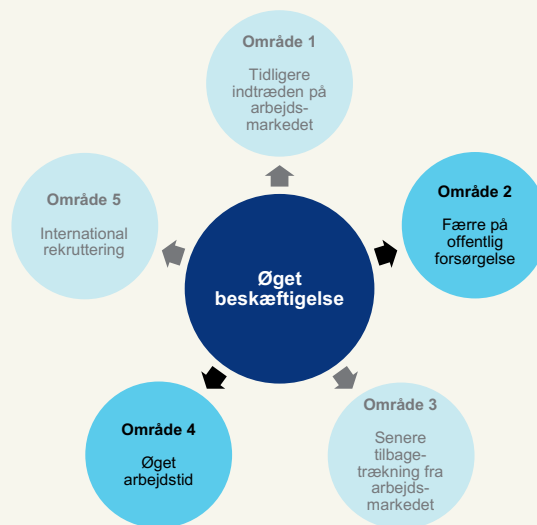 Område 1
Tidligere
indtræden på
arbejds-
markedet
Område 2
Færre på
offentlig
forsørgelse
Område 3
Senere
tilbage-
trækning fra
arbejds-
markedet
Område 4
Øget
arbejdstid
Område 5
International
rekruttering
Øget
beskæftigelse